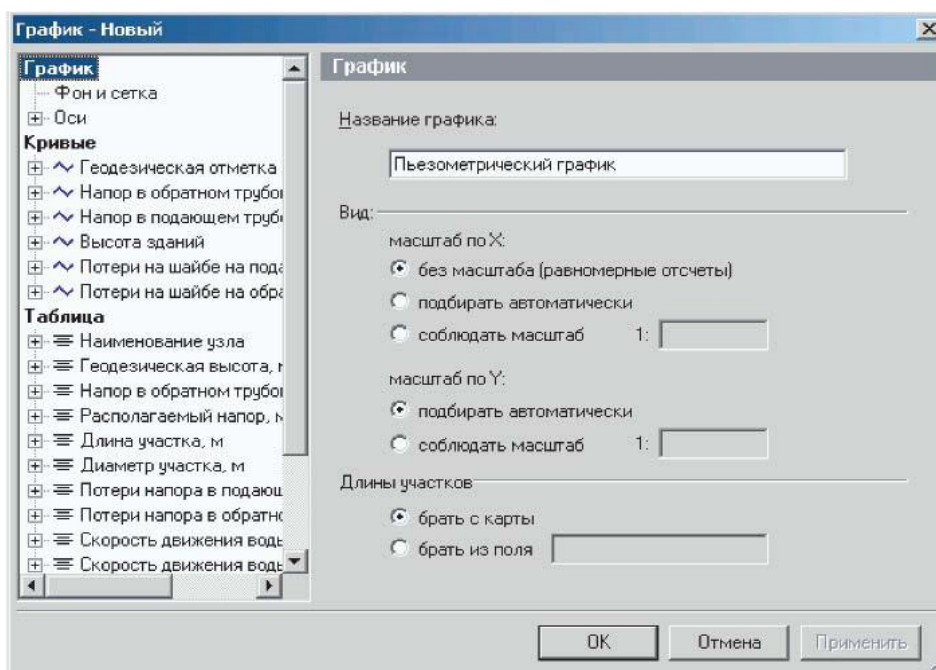 График - Новый
График
Фон и сетка
Оси
Кривые
Геодезическая отметка
Напор в обратном трубо
Напор в подающем труб
Высота зданий
Потери на шайбе на пода
Потери на шайбе на обра
Таблица
Наименование узла
Геодезическая высота,
Напор в обратном трубо
Располагаемый напор,
Длина участка, м
Диаметр участка, м
Потери напора в подающ
Потери напора в обратно
Скорость движения воды
Скорость движения воды
График
Название графика:
Пьезометрический график
Вид:
масштаб по X:
без масштаба (равномерные отсчеты)
подбирать автоматически
соблюдать масштаб 1:
масштаб по Y:
подбирать автоматически
соблюдать масштаб 1:
Длины участков
брать с карты
брать из поля
OK Отмена Применить